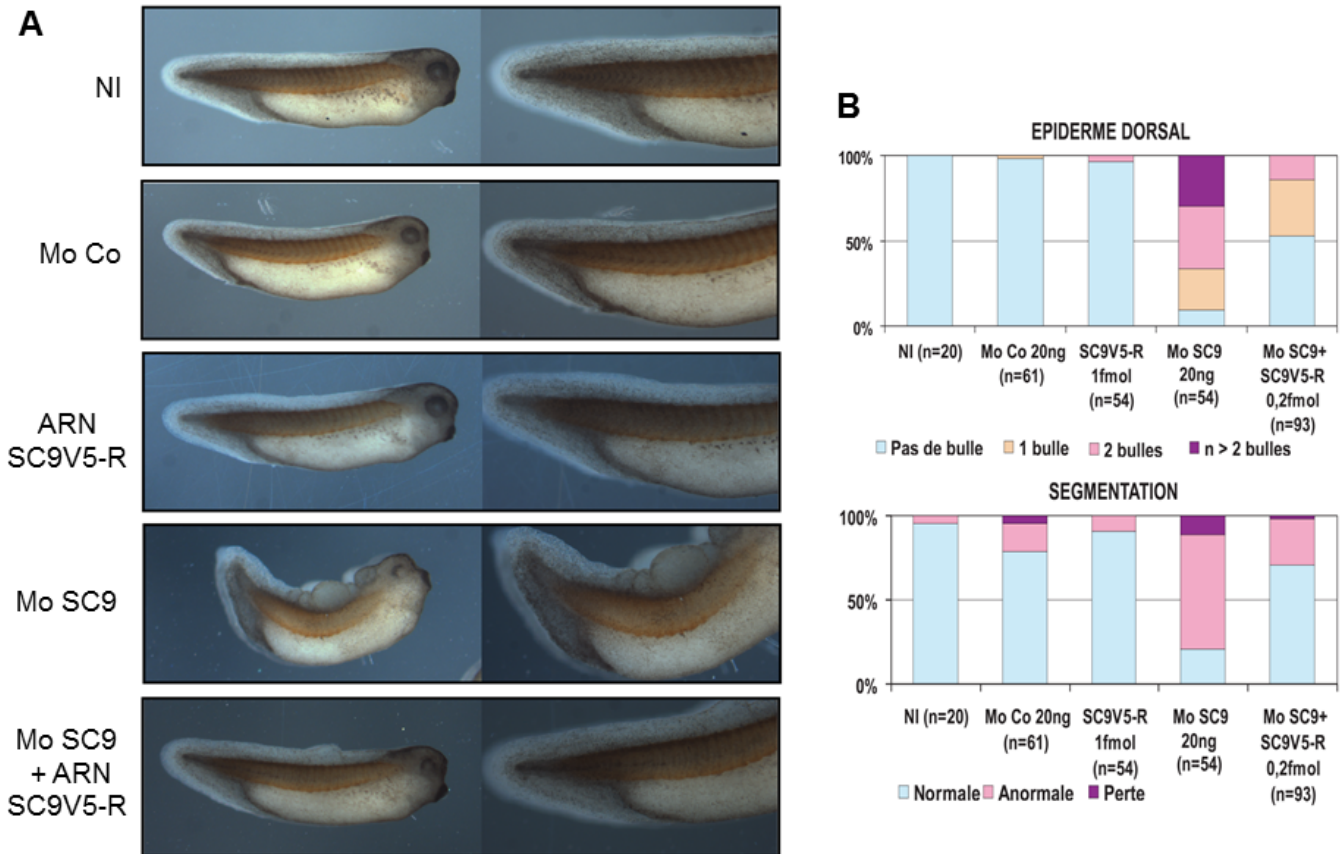 A
NI
Mo Co
ARN
SC9V5-R
Mo SC9
Mo SC9
+ ARN
SC9V5-R
B
EPIDERME DORSAL
100%
50%
0%
NI (n=20)
Mo Co 20ng
(n=61)
SC9V5-R
1fmol
(n=54)
Mo SC9
20ng
(n=54)
Mo SC9+
SC9V5-R
0,2fmol
(n=93)
Pas de bulle 1 bulle 2 bulles n > 2 bulles
SEGMENTATION
100%
50%
0%
NI (n=20)
Mo Co 20ng
(n=61)
SC9V5-R
1fmol
(n=54)
Mo SC9
20ng
(n=54)
Mo SC9+
SC9V5-R
0,2fmol
(n=93)
Normale Anormale Perte